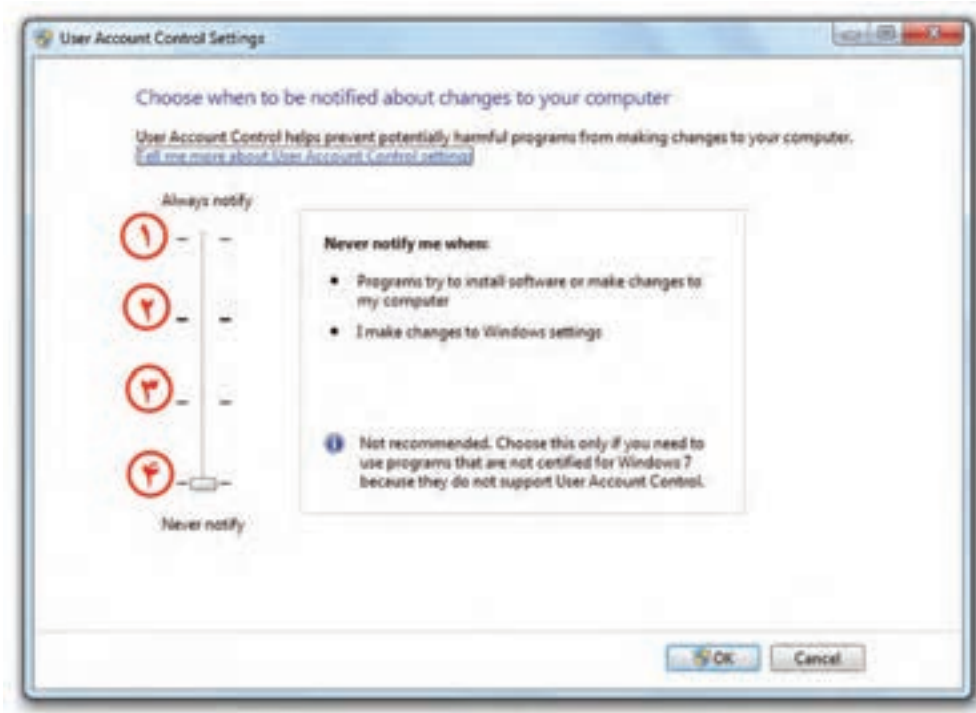 User Account Control Settings
Choose when to be notified about changes to your computer
User Account Control helps prevent potentially harmful programs from making changes to your computer.
Tell me more about User Account Control settings
Always notify
۱
۲
۳
۴
Never notify
Never notify me when:
• Programs try to install software or make changes to
my computer
• I make changes to Windows settings
Not recommended. Choose this only if you need to
use programs that are not certified for Windows 7
because they do not support User Account Control.
OK
Cancel